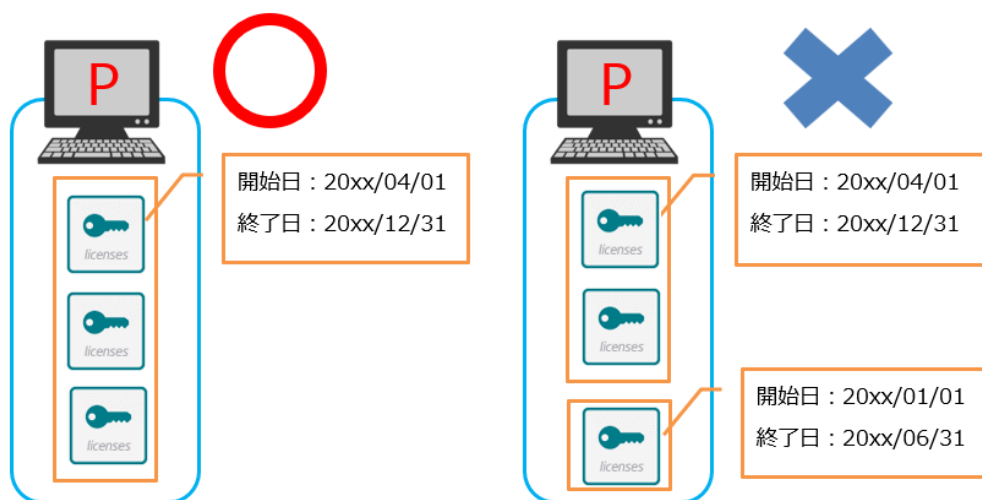 P
開始日：20xx/04/01
終了日：20xx/12/31
licenses
licenses
licenses
P
開始日：20xx/04/01
終了日：20xx/12/31
licenses
licenses
開始日：20xx/01/01
終了日：20xx/06/31
licenses